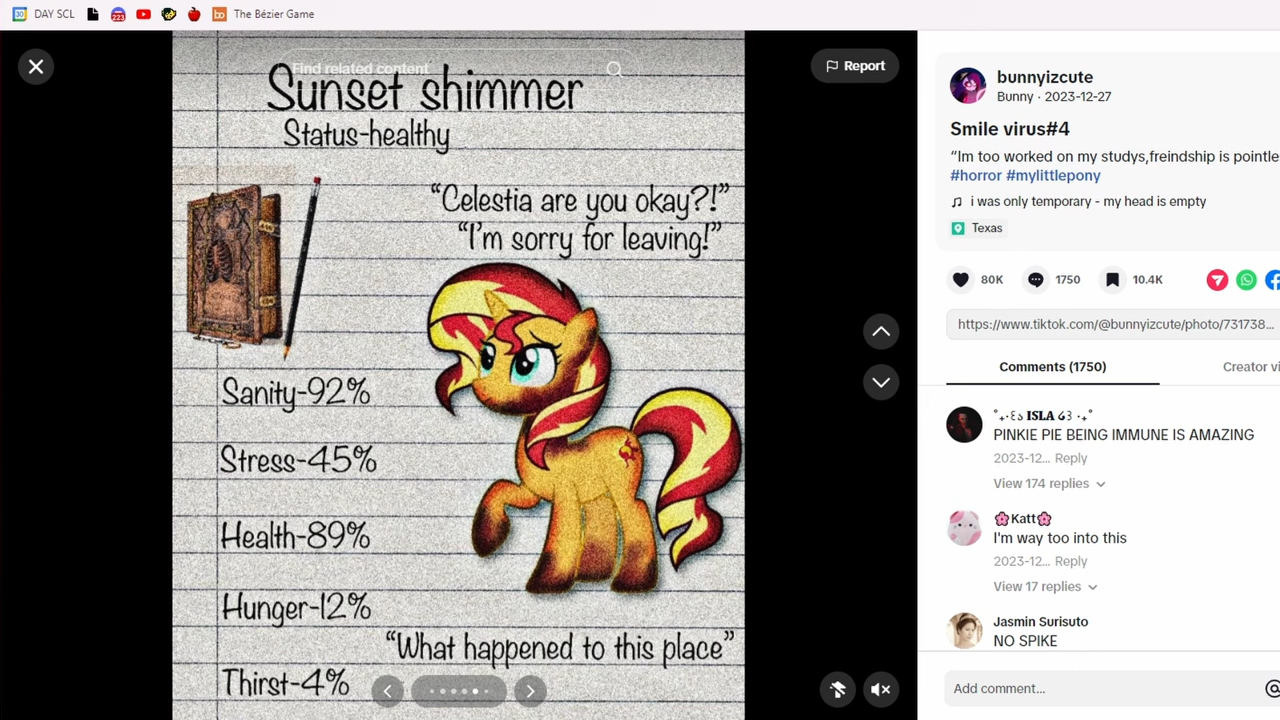 DAY SCL
223
The Bézier Game
Find related content
Report
Sunset shimmer
Status-healthy
"Celestia are you okay?!"
"I'm sorry for leaving!"
Sanity-92%
Stress-45%
Health-89%
Hunger-12%
"What happened to this place"
Thirst-4%
bunnyizcute
Bunny · 2023-12-27
Smile virus#4
"Im too worked on my studys,freindship is pointle
#horror #mylittlepony
i was only temporary - my head is empty
Texas
80K
1750
10.4K
https://www.tiktok.com/@bunnyizcute/photo/731738...
Comments (1750)
Creator vi
ISLA
PINKIE PIE BEING IMMUNE IS AMAZING
2023-12... Reply
View 174 replies
🌸Katt🌸
I'm way too into this
2023-12... Reply
View 17 replies
Jasmin Surisuto
NO SPIKE
Add comment...
@